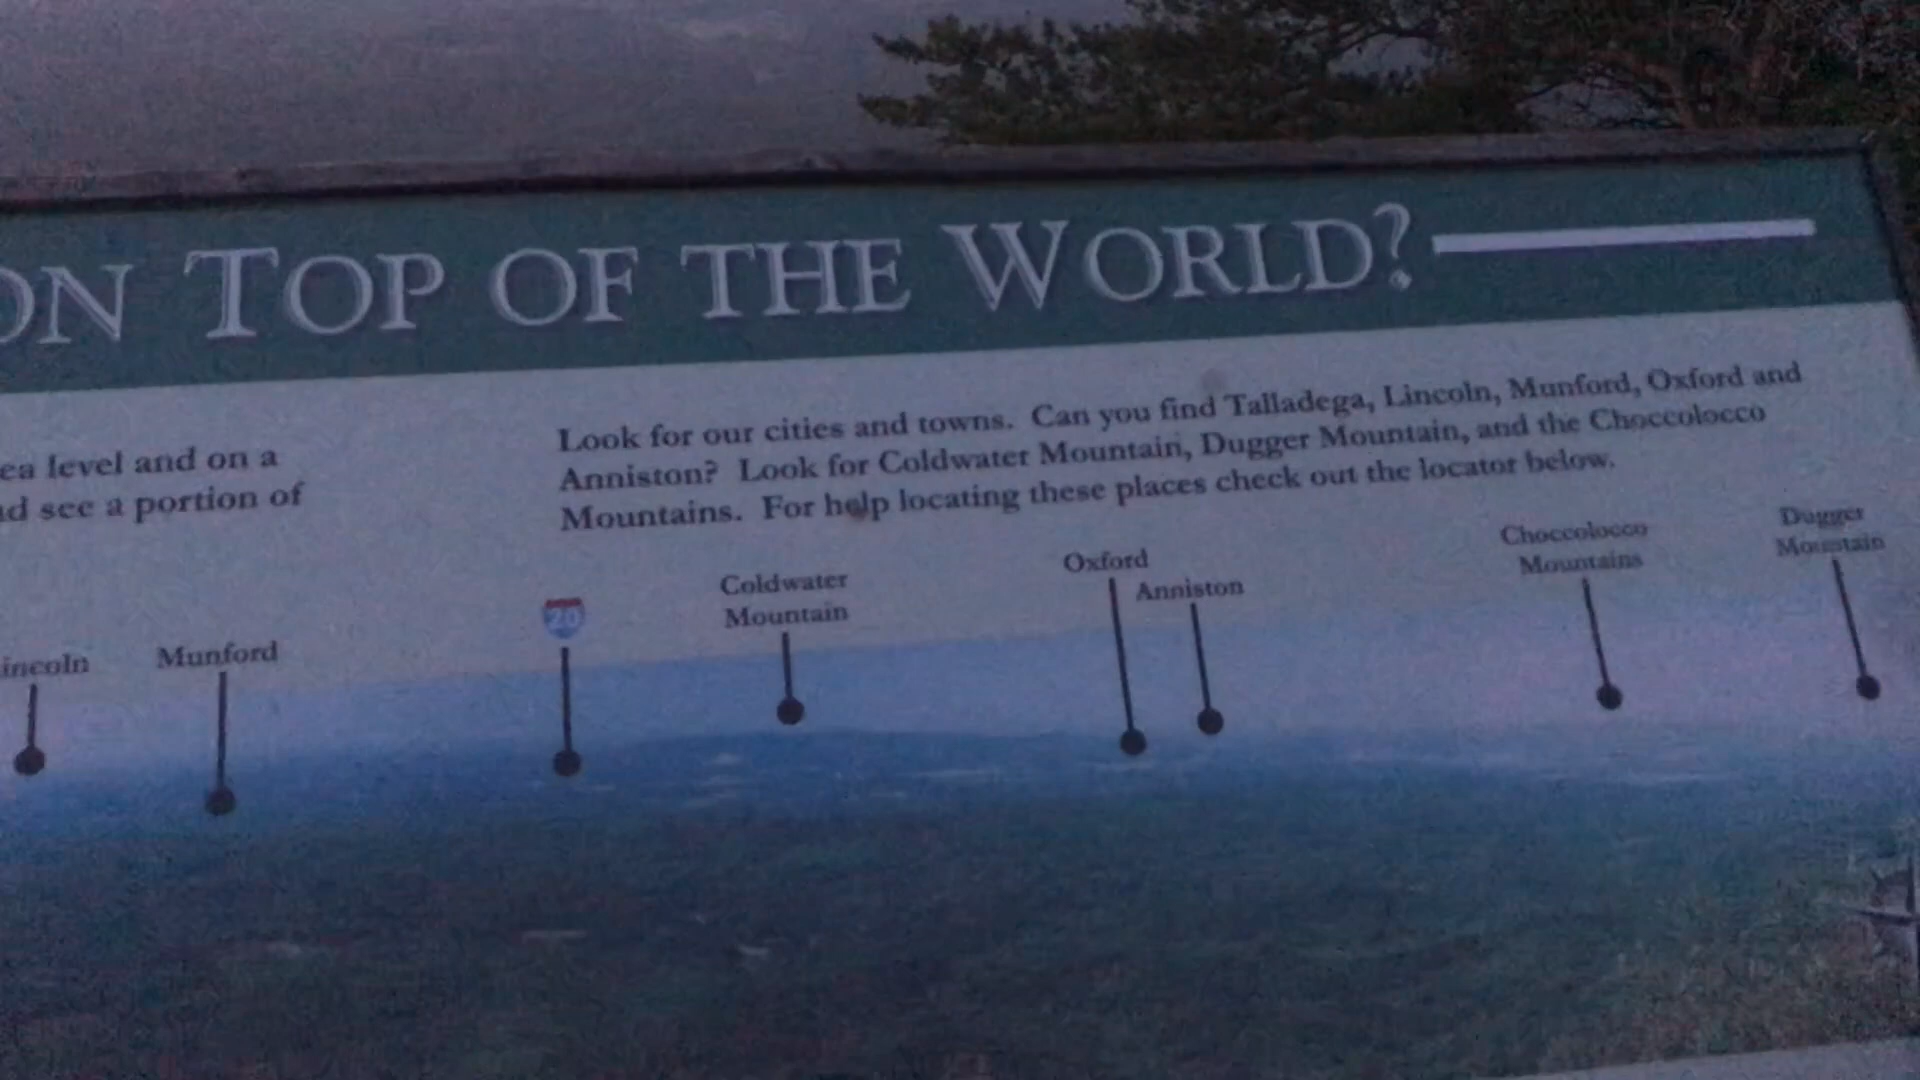 ON TOP OF THE WORLD?
ea level and on a
d see a portion of
Look for our cities and towns. Can you find Talladega, Lincoln, Munford, Oxford and
Anniston? Look for Coldwater Mountain, Dugger Mountain, and the Choccolocco
Mountains. For help locating these places check out the locator below.
incoln
Munford
20
Coldwater
Mountain
Oxford
Anniston
Choccolocco
Mountains
Dugger
Mountain